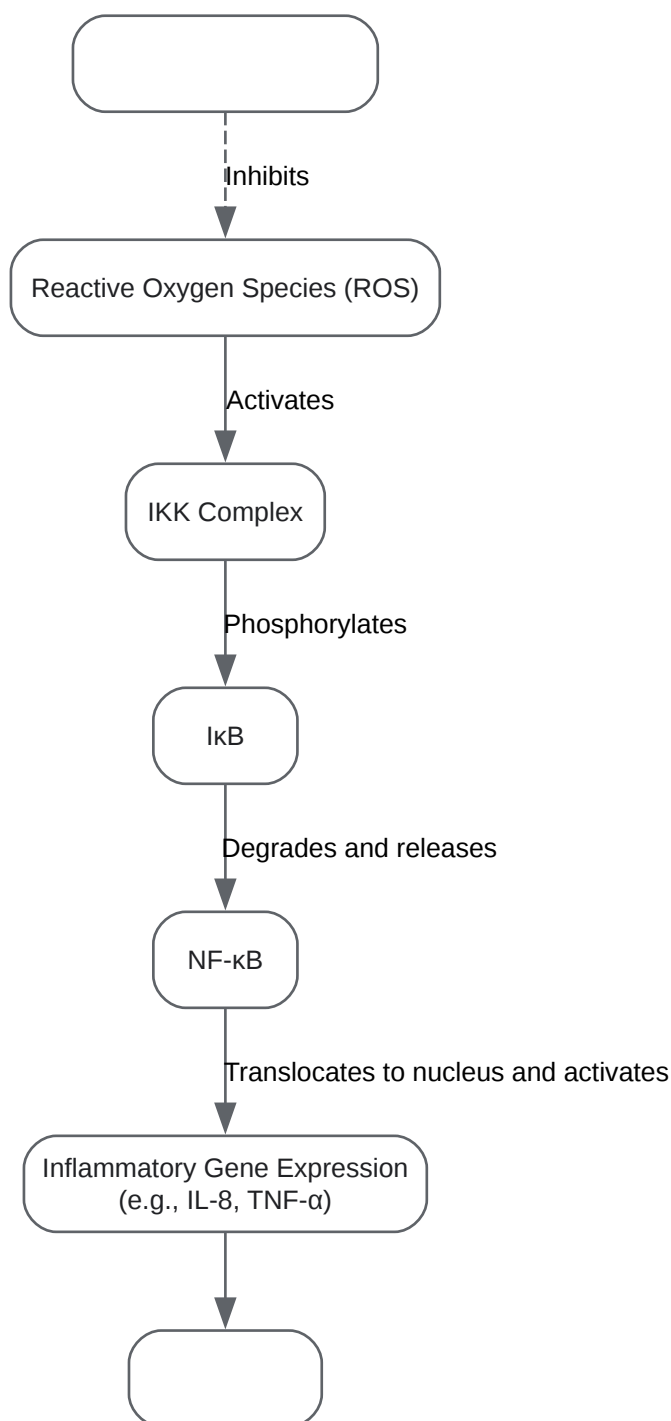 Inhibits
Reactive Oxygen Species (ROS)
Activates
IKK Complex
Phosphorylates
IκB
Degrades and releases
NF-κB
Translocates to nucleus and activates
Inflammatory Gene Expression
(e.g., IL-8, TNF-α)